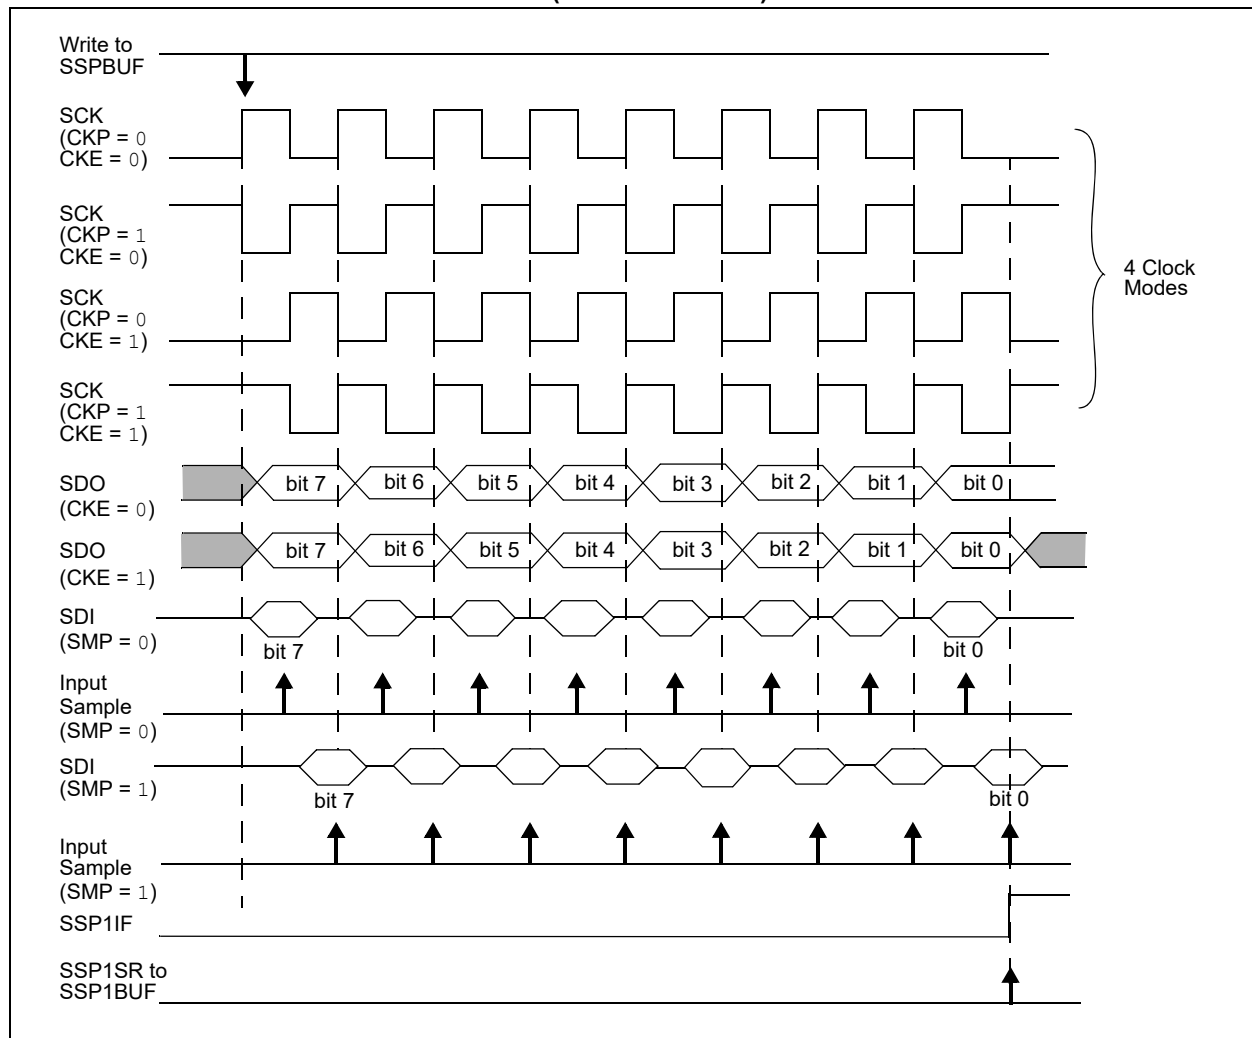 Write to
SSPBUF
SCK
(CKP = 0
CKE = 0)
SCK
(CKP = 1
CKE = 0)
SCK
(CKP = 0
CKE = 1)
SCK
(CKP = 1
CKE = 1)
4 Clock
Modes
SDO
(CKE = 0)
bit 7 bit 6 bit 5 bit 4 bit 3 bit 2 bit 1 bit 0
SDO
(CKE = 1)
bit 7 bit 6 bit 5 bit 4 bit 3 bit 2 bit 1 bit 0
SDI
(SMP = 0)
bit 7 bit 0
Input
Sample
(SMP = 0)
SDI
(SMP = 1)
bit 7 bit 0
Input
Sample
(SMP = 1)
SSP1IF
SSP1SR to
SSP1BUF